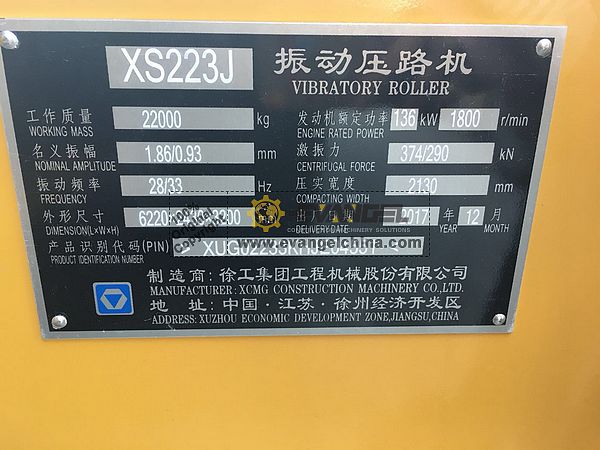 XS223J 振动压路机
VIBRATORY ROLLER
工作质量 22000 kg 发动机额定功率 136 kW 1800 r/min
WORKING MASS ENGINE RATED POWER
名义振幅 1.86/0.93 mm 激振力 374/290 kN
NOMINAL AMPLITUDE CENTRIFUGAL FORCE
振动频率 28/33 Hz 压实宽度 2130 mm
FREQUENCY COMPACTING WIDTH
外形尺寸 出厂日期 2017 年 12 月
DIMENSION(L×W×H) DELIVERY DATE YEAR MONTH
产品识别代码(PIN)
PRODUCT IDENTIFICATION NUMBER www.cn.evangelchina.com
制造商: 徐工集团工程机械股份有限公司
MANUFACTURER: XCMG CONSTRUCTION MACHINERY CO.,LTD.
地 址: 中国·江苏·徐州经济开发区
ADDRESS: XUZHOU ECONOMIC DEVELOPMENT ZONE,JIANGSU,CHINA